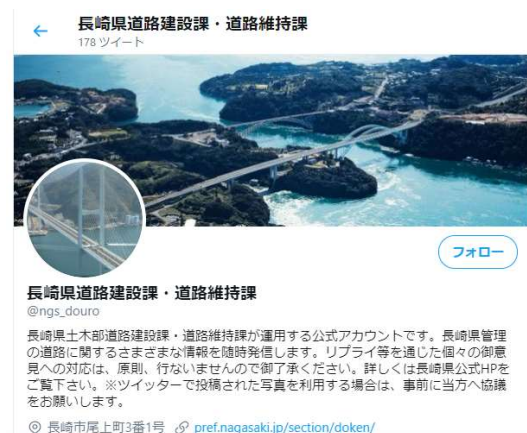 長崎県道路建設課・道路維持課
178 ツイート
フォロー
長崎県道路建設課・道路維持課
@ngs_douro
長崎県土木部道路建設課・道路維持課が運用する公式アカウントです。長崎県管理
の道路に関するさまざまな情報を随時発信します。リプライ等を通じた個々の御意
見への対応は、原則、行ないませんので御了承ください。詳しくは長崎県公式HPを
ご覧下さい。※ツイッターで投稿された写真を利用する場合は、事前に当方へ協議
をお願いします。
長崎市尾上町3番1号 pref.nagasaki.jp/section/doken/